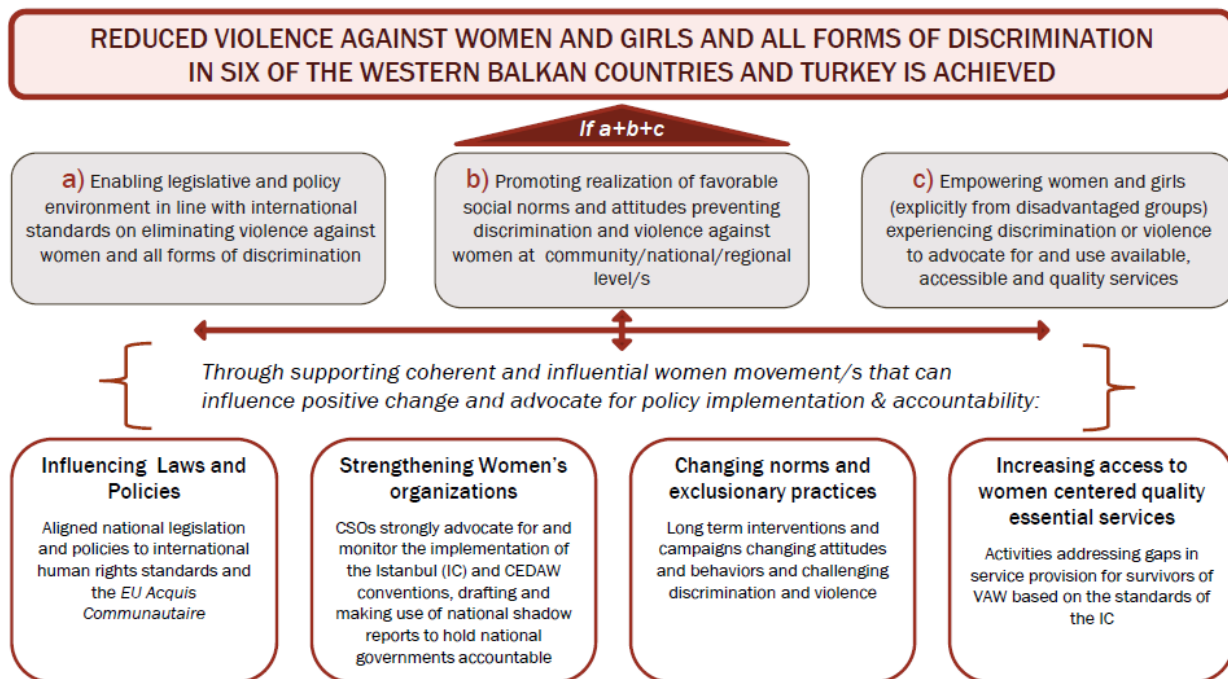 REDUCED VIOLENCE AGAINST WOMEN AND GIRLS AND ALL FORMS OF DISCRIMINATION
IN SIX OF THE WESTERN BALKAN COUNTRIES AND TURKEY IS ACHIEVED
If a+b+c
a) Enabling legislative and policy
environment in line with international
standards on eliminating violence against
women and all forms of discrimination
b) Promoting realization of favorable
social norms and attitudes preventing
discrimination and violence against
women at community/national/regional
level/s
c) Empowering women and girls
(explicitly from disadvantaged groups)
experiencing discrimination or violence
to advocate for and use available,
accessible and quality services
Through supporting coherent and influential women movement/s that can
influence positive change and advocate for policy implementation & accountability:
Influencing Laws and
Policies
Aligned national legislation
and policies to international
human rights standards and
the EU Acquis
Communautaire
Strengthening Women's
organizations
CSOs strongly advocate for and
monitor the implementation of
the Istanbul (IC) and CEDAW
conventions, drafting and
making use of national shadow
reports to hold national
governments accountable
Changing norms and
exclusionary practices
Long term interventions and
campaigns changing attitudes
and behaviors and challenging
discrimination and violence
Increasing access to
women centered quality
essential services
Activities addressing gaps in
service provision for survivors of
VAW based on the standards of
the IC